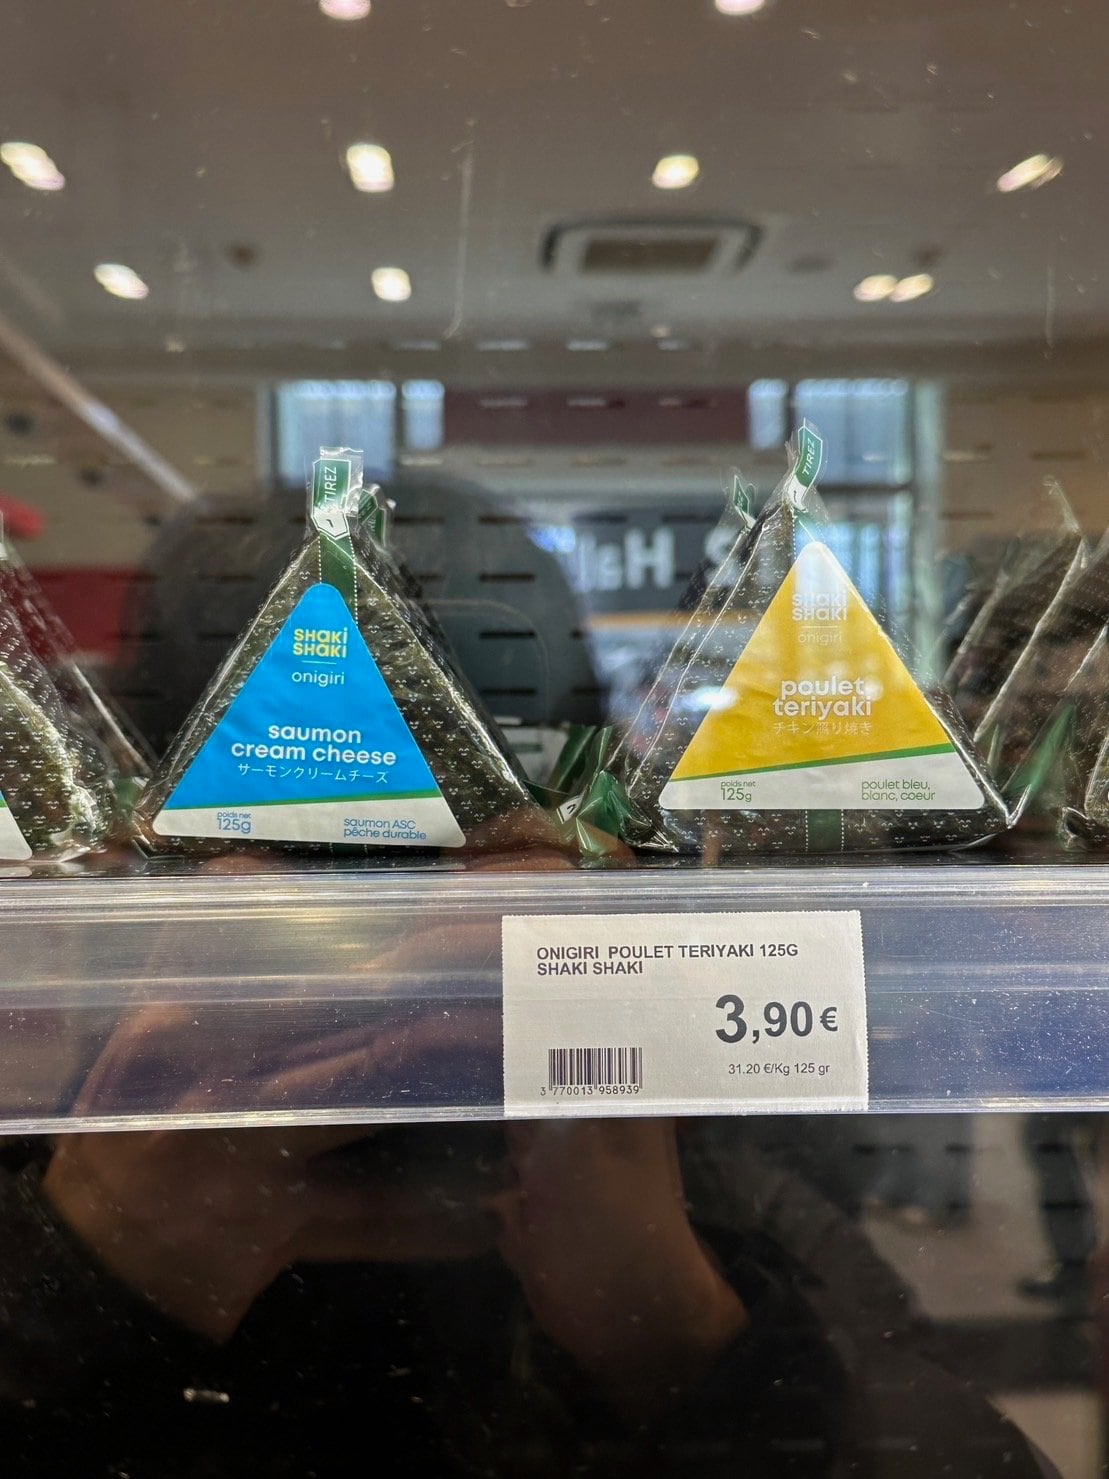 TIREZ
1
SHAKI
SHAKI
onigiri
saumon
cream cheese
サーモンクリームチーズ
poids net
125g
saumon ASC
pêche durable
TIREZ
1
SHAKI
SHAKI
onigiri
poulet
teriyaki
チキン照り焼き
poids net
125g
poulet bleu,
blanc, coeur
ONIGIRI POULET TERIYAKI 125G
SHAKI SHAKI
3,90€
31.20 €/Kg 125 gr
3 770013 958939